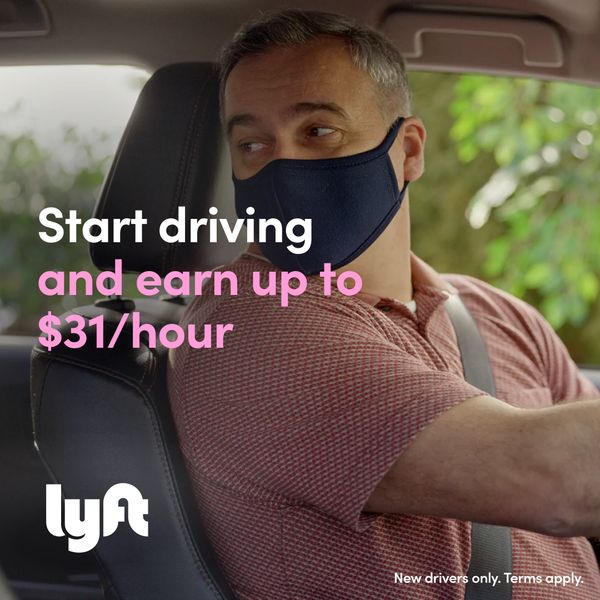 Start driving
and earn up to
$31/hour
lyft
New drivers only. Terms apply.